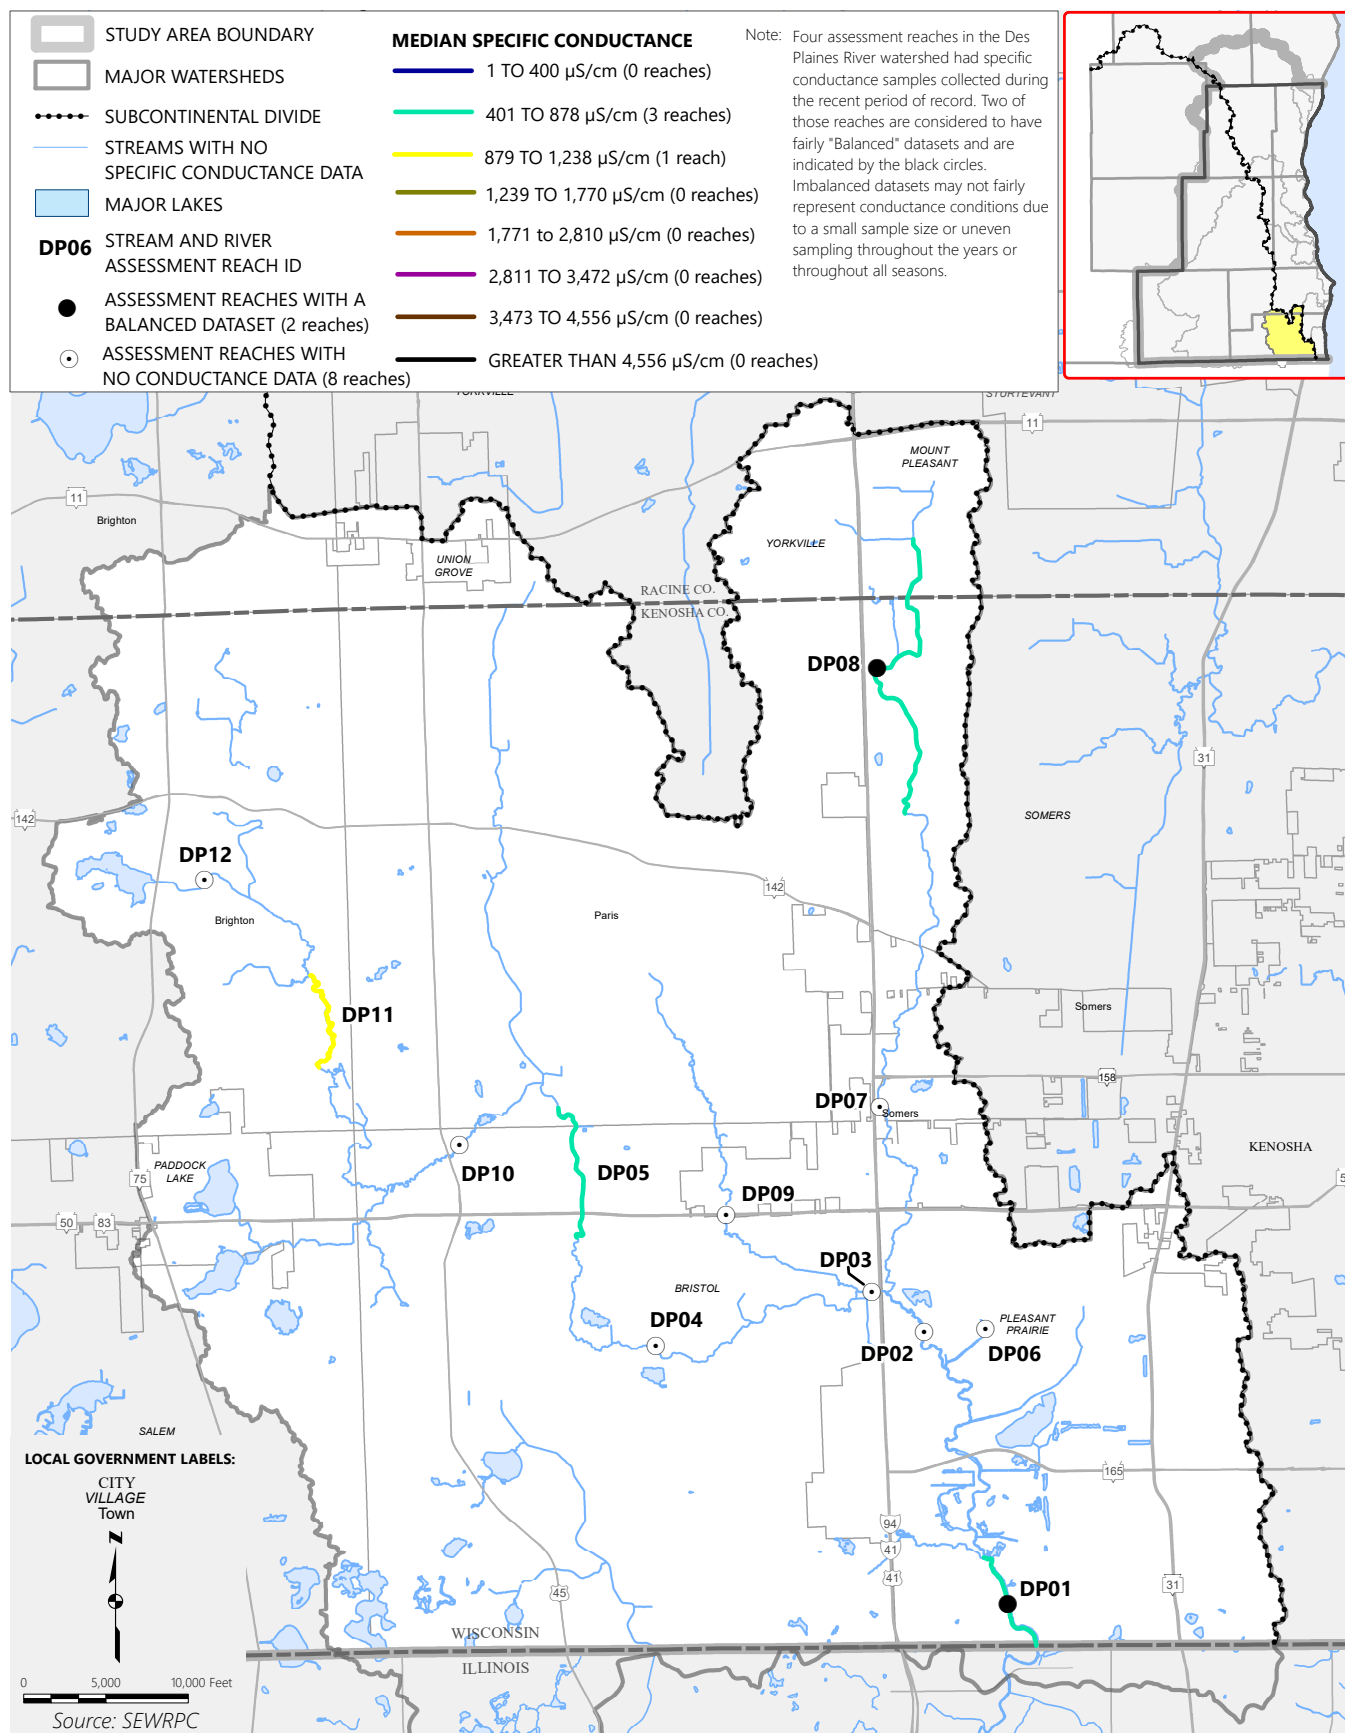 STUDY AREA BOUNDARY
MAJOR WATERSHEDS
SUBCONTINENTAL DIVIDE
STREAMS WITH NO
SPECIFIC CONDUCTANCE DATA
MAJOR LAKES
DP06 STREAM AND RIVER
ASSESSMENT REACH ID
ASSESSMENT REACHES WITH A
BALANCED DATASET (2 reaches)
ASSESSMENT REACHES WITH
NO CONDUCTANCE DATA (8 reaches)
MEDIAN SPECIFIC CONDUCTANCE
1 TO 400 µS/cm (0 reaches)
401 TO 878 µS/cm (3 reaches)
879 TO 1,238 µS/cm (1 reach)
1,239 TO 1,770 µS/cm (0 reaches)
1,771 to 2,810 µS/cm (0 reaches)
2,811 TO 3,472 µS/cm (0 reaches)
3,473 TO 4,556 µS/cm (0 reaches)
GREATER THAN 4,556 µS/cm (0 reaches)
Note: Four assessment reaches in the Des
Plaines River watershed had specific
conductance samples collected during
the recent period of record. Two of
those reaches are considered to have
fairly "Balanced" datasets and are
indicated by the black circles.
Imbalanced datasets may not fairly
represent conductance conditions due
to a small sample size or uneven
sampling throughout the years or
throughout all seasons.
YORKVILLE
STURTEVANT
11
MOUNT
PLEASANT
11
Brighton
YORKVILLE
UNION
GROVE
RACINE CO.
KENOSHA CO.
DP08
31
142
SOMERS
DP12
142
Brighton
Paris
DP11
Somers
158
DP07
Somers
KENOSHA
PADDOCK
LAKE
75
DP10
DP05
DP09
5
50
83
DP03
BRISTOL
DP04
PLEASANT
PRAIRIE
DP02
DP06
SALEM
LOCAL GOVERNMENT LABELS:
CITY
VILLAGE
Town
165
94
41
41
DP01
31
45
WISCONSIN
ILLINOIS
N
0 5,000 10,000 Feet
Source: SEWRPC